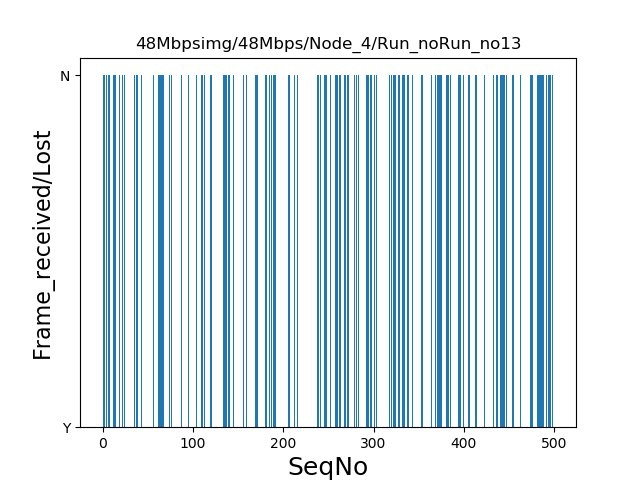 48Mbpsimg/48Mbps/Node_4/Run_noRun_no13
N
Frame_received/Lost
Y
0 100 200 300 400 500
SeqNo